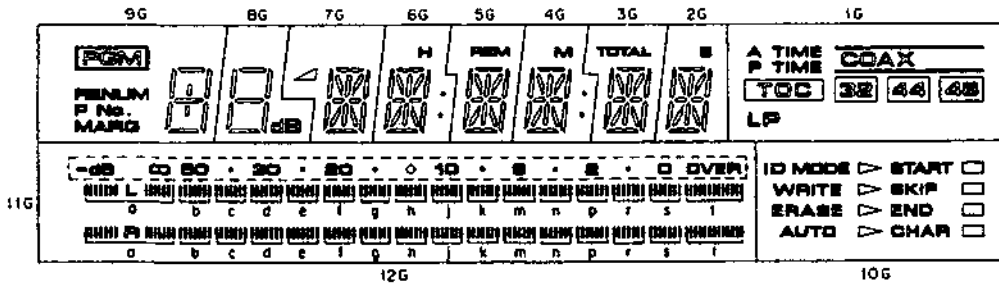 9G 8G 7G 6G 5G 4G 3G 2G 1G
PGM H REM M TOTAL S A TIME COAX
P TIME
RENUM TOC 32 44 48
P No.
MARG dB LP
-dB ∞ 50 · 30 · 20 · ◇ 10 · 6 · 2 · 0 OVER ID MODE ▷ START
11G L WRITE ▷ SKIP
a b c d e f g h j k m n p r s t ERASE ▷ END
R AUTO ▷ CHAR
a b c d e f g h j k m n p r s t
12G 10G